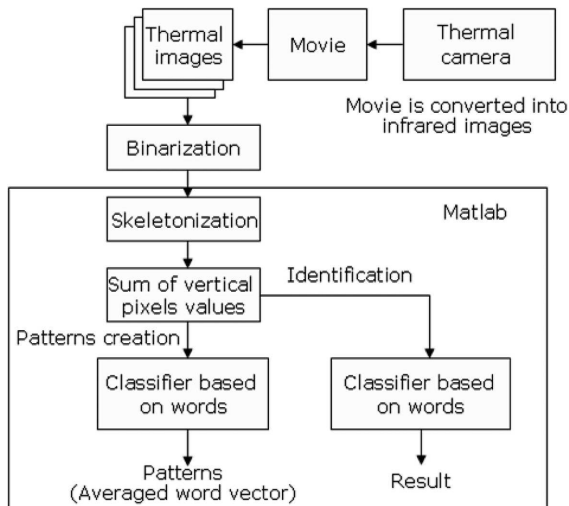 Thermal
images
Movie
Thermal
camera
Movie is converted into
infrared images
Binarization
Skeletonization
Matlab
Sum of vertical
pixels values
Identification
Patterns creation
Classifier based
on words
Classifier based
on words
Patterns
(Averaged word vector)
Result